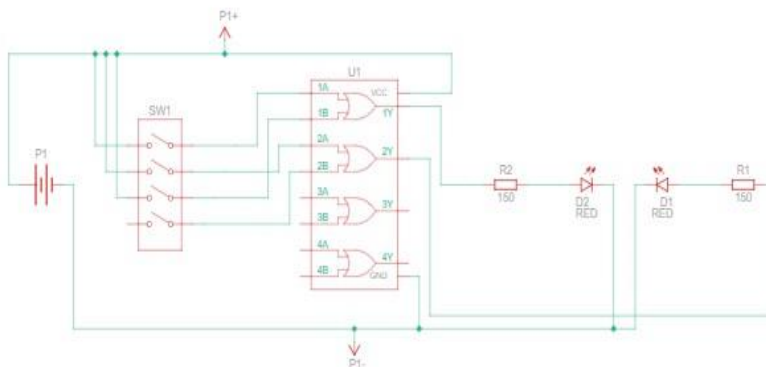 P1+
U1
SW1
P1
1A
1B
2A
2B
3A
3B
4A
4B
VCC
1Y
2Y
3Y
4Y
GND
R2
150
D2
RED
D1
RED
R1
150
P1-